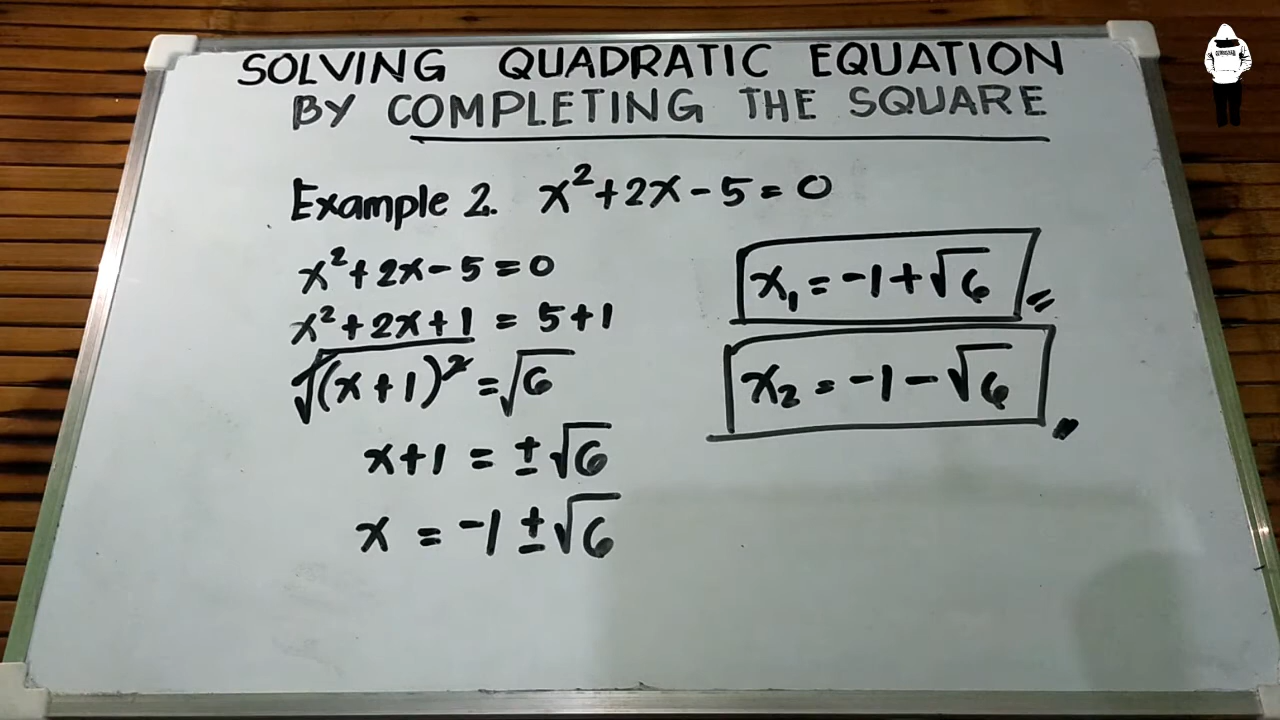 SOLVING QUADRATIC EQUATION
BY COMPLETING THE SQUARE
Example 2. x²+2x-5=0
x²+2x-5=0
x²+2x+1=5+1
√(x+1)²=√6
x+1=±√6
x=-1±√6
x₁=-1+√6
x₂=-1-√6